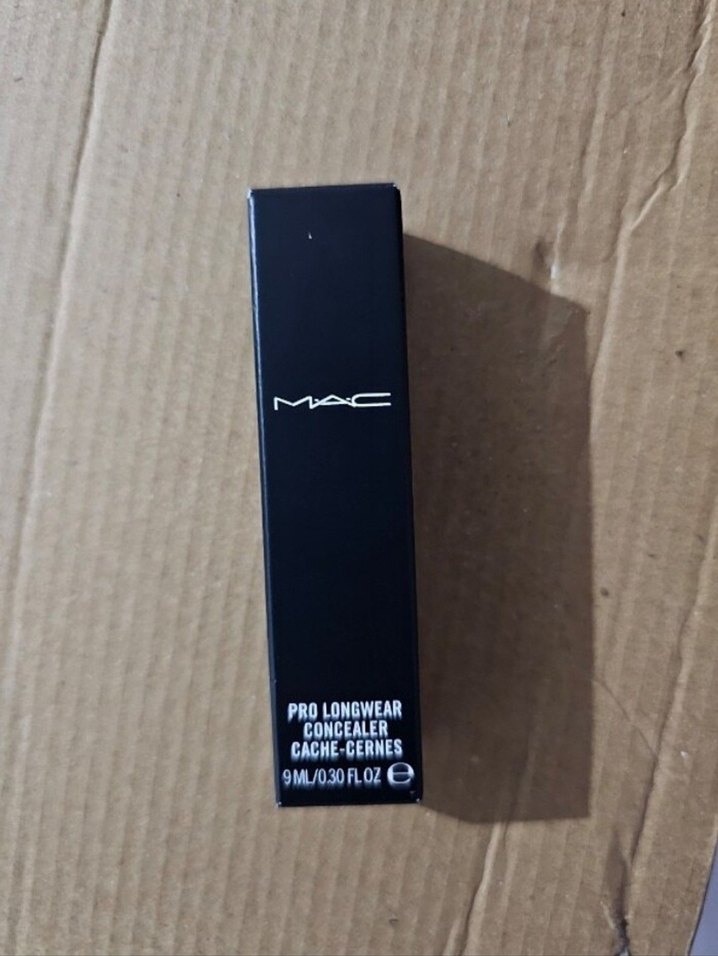 MAC
PRO LONGWEAR
CONCEALER
CACHE-CERNES
9 ML/0.30 FL OZ ℮